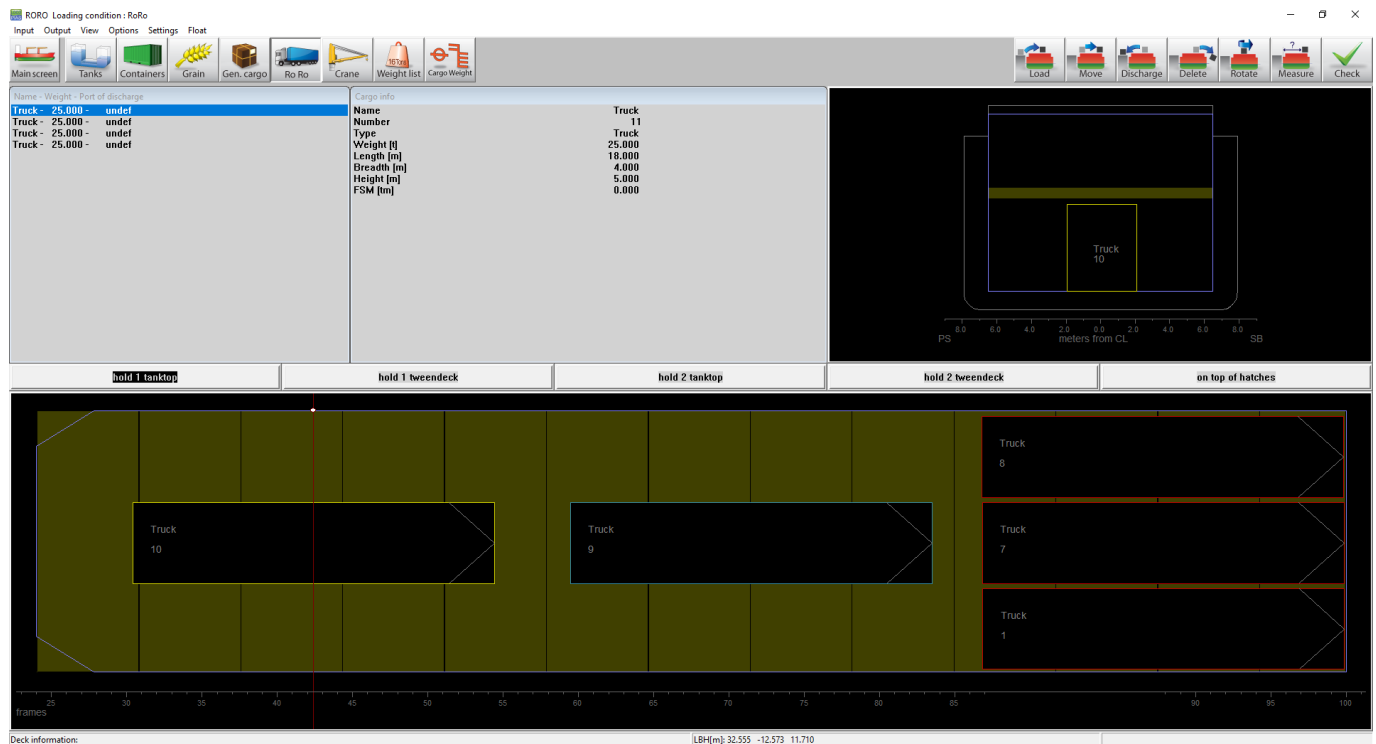 RORO Loading condition : RoRo
Input Output View Options Settings Float
Main screen Tanks Containers Grain Gen. cargo Ro Ro Crane Weight list Cargo Weight Load Move Discharge Delete Rotate Measure Check
Name - Weight - Port of discharge
Truck - 25.000 - undef
Truck - 25.000 - undef
Truck - 25.000 - undef
Truck - 25.000 - undef
Cargo info
Name Truck
Number 11
Type Truck
Weight [t] 25.000
Length [m] 18.000
Breadth [m] 4.000
Height [m] 5.000
FSM [tm] 0.000
Truck
10
8.0 6.0 4.0 2.0 0.0 2.0 4.0 6.0 8.0
PS meters from CL SB
hold 1 tanktop hold 1 tweendeck hold 2 tanktop hold 2 tweendeck on top of hatches
Truck
8
Truck
10
Truck
9
Truck
7
Truck
1
25 30 35 40 45 50 55 60 65 70 75 80 85 90 95 100
frames
Deck information: LBH[m]: 32.555 -12.573 11.710